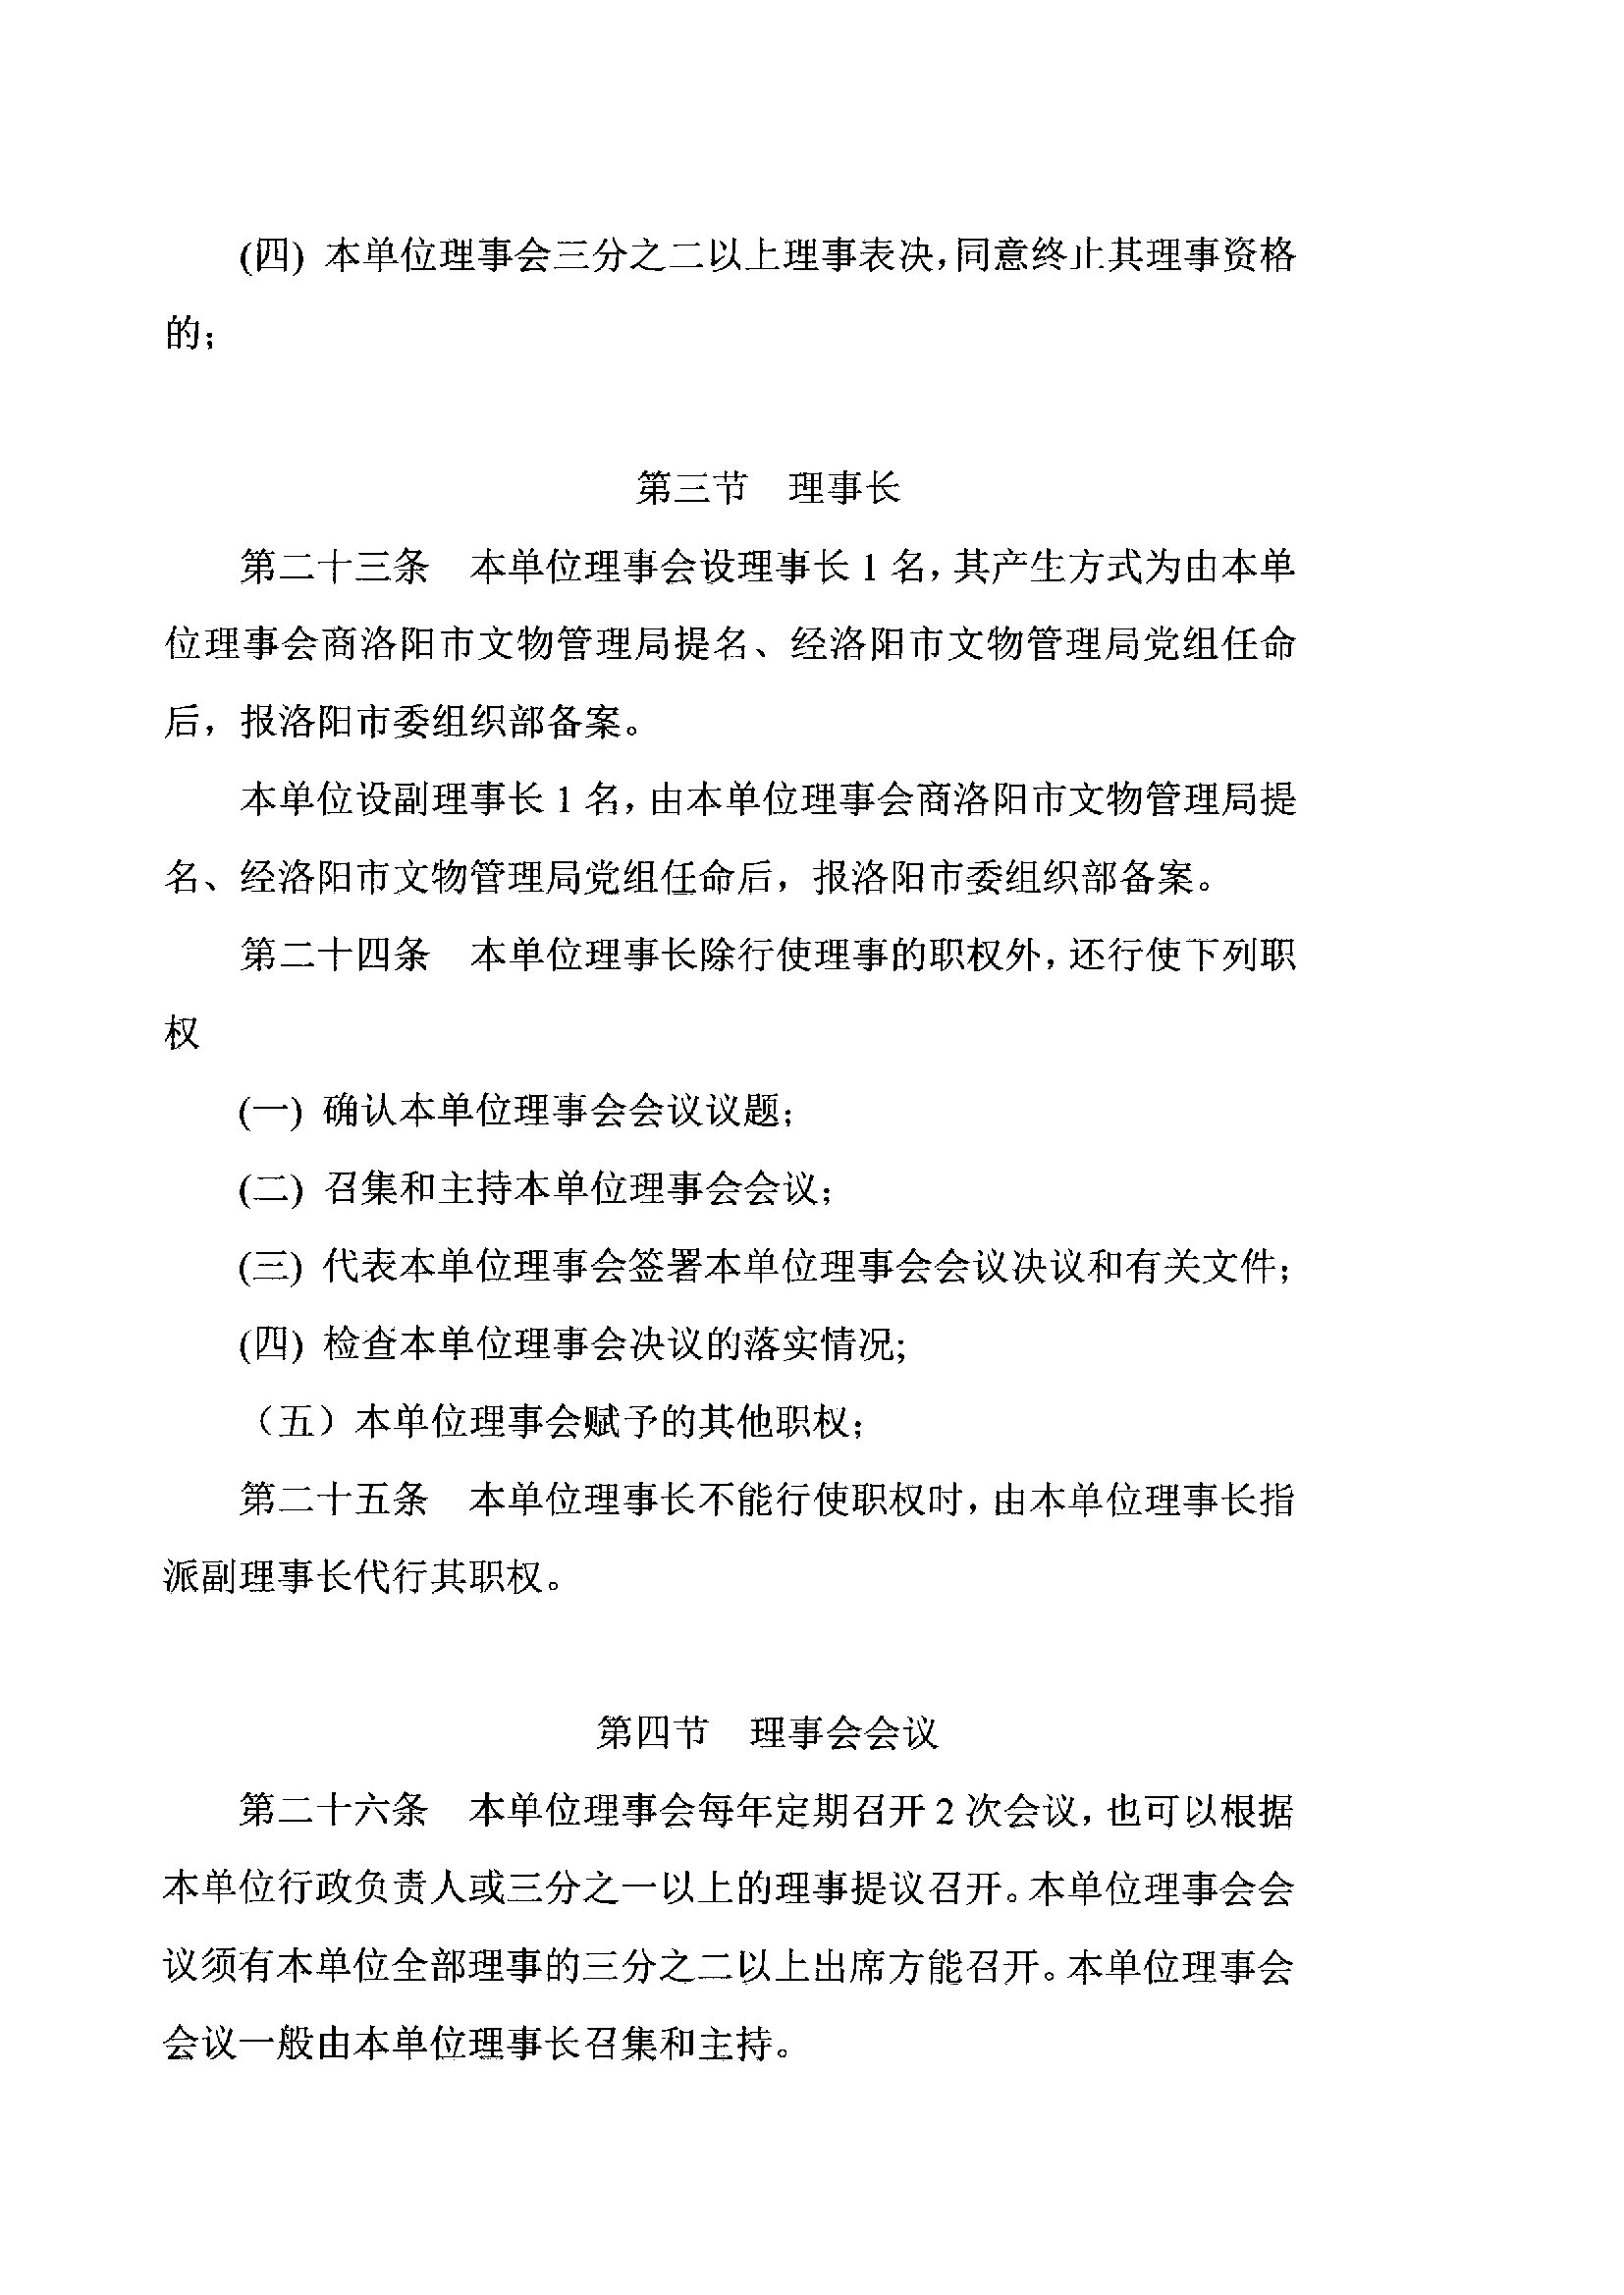 (四) 本单位理事会三分之二以上理事表决,同意终止其理事资格
的;
第三节　理事长
第二十三条　本单位理事会设理事长 1 名,其产生方式为由本单
位理事会商洛阳市文物管理局提名、经洛阳市文物管理局党组任命
后，报洛阳市委组织部备案。
本单位设副理事长 1 名,由本单位理事会商洛阳市文物管理局提
名、经洛阳市文物管理局党组任命后，报洛阳市委组织部备案。
第二十四条　本单位理事长除行使理事的职权外,还行使下列职
权
(一) 确认本单位理事会会议议题;
(二) 召集和主持本单位理事会会议;
(三) 代表本单位理事会签署本单位理事会会议决议和有关文件;
(四) 检查本单位理事会决议的落实情况;
（五）本单位理事会赋予的其他职权;
第二十五条　本单位理事长不能行使职权时,由本单位理事长指
派副理事长代行其职权。
第四节　理事会会议
第二十六条　本单位理事会每年定期召开 2 次会议,也可以根据
本单位行政负责人或三分之一以上的理事提议召开。本单位理事会会
议须有本单位全部理事的三分之二以上出席方能召开。本单位理事会
会议一般由本单位理事长召集和主持。